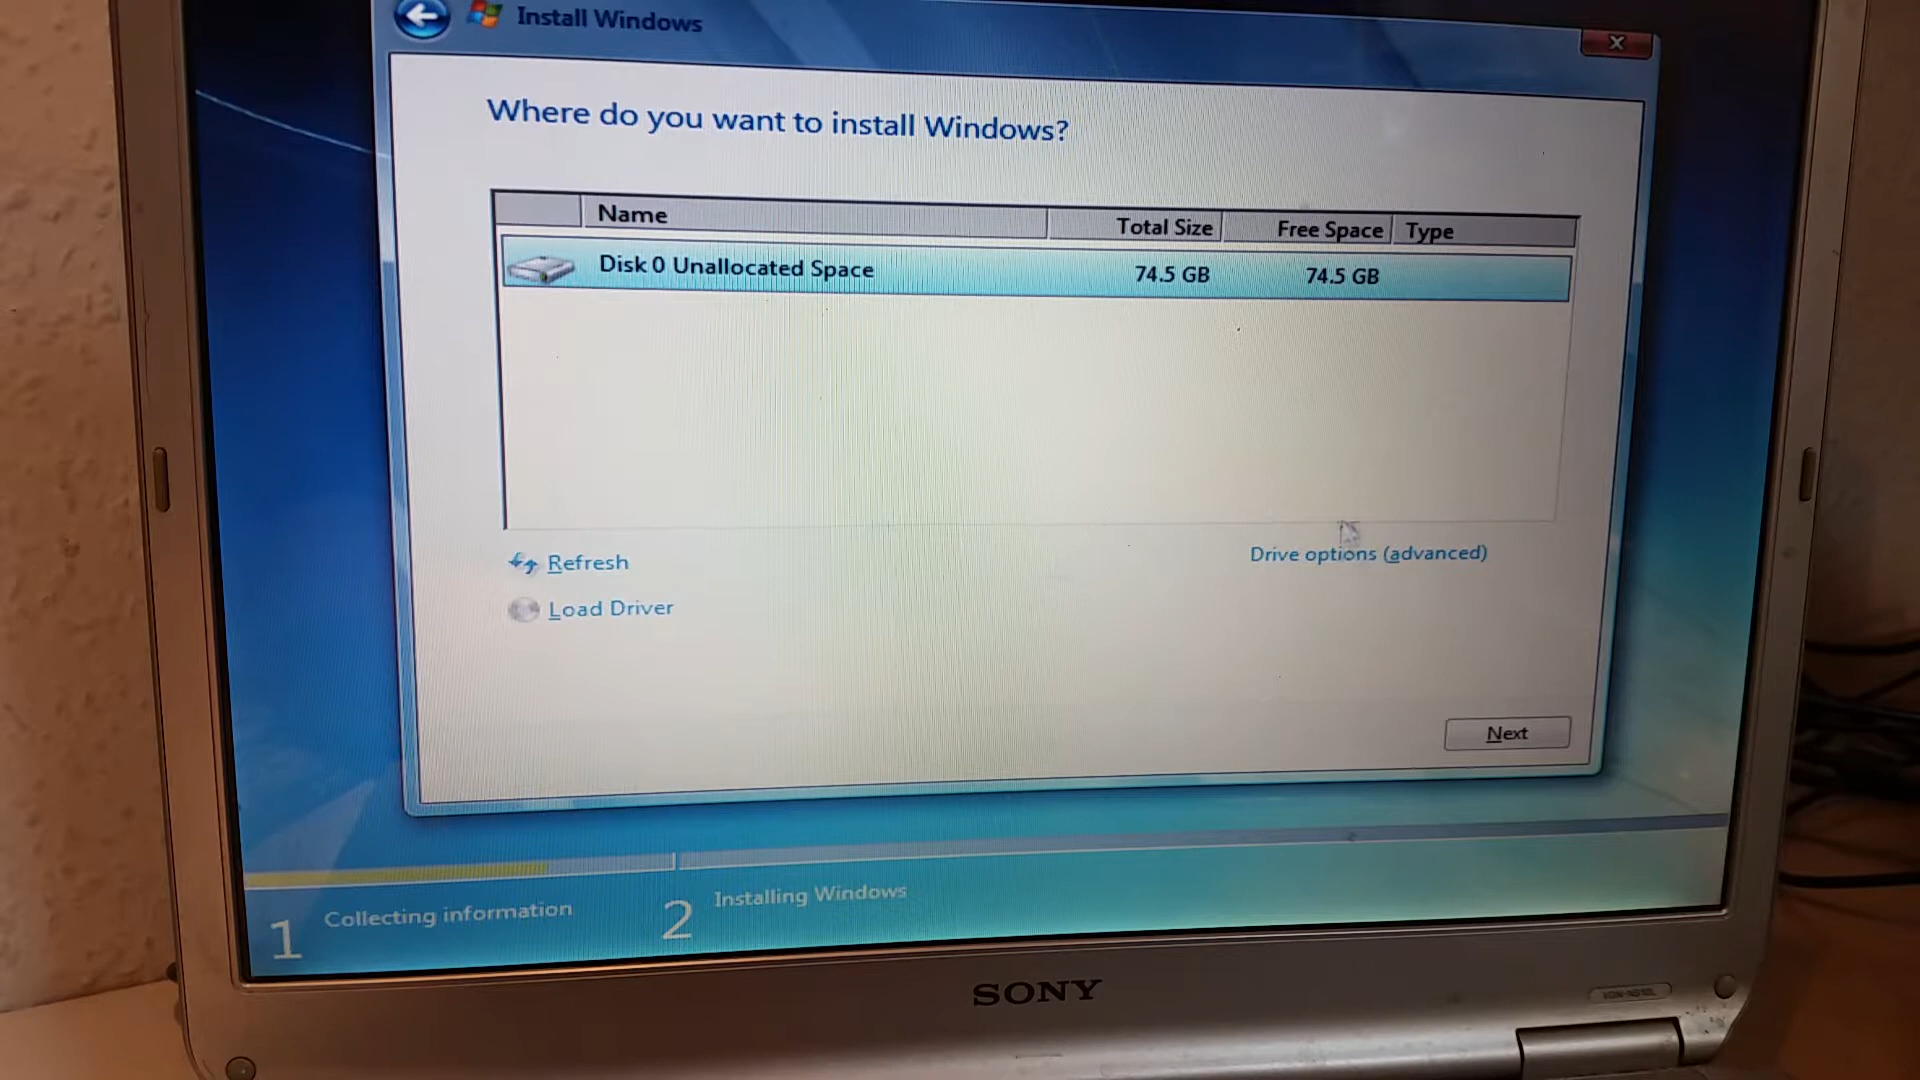 Install Windows
Where do you want to install Windows?
Name Total Size Free Space Type
Disk 0 Unallocated Space 74.5 GB 74.5 GB
Refresh
Drive options (advanced)
Load Driver
Next
1 Collecting information 2 Installing Windows
SONY